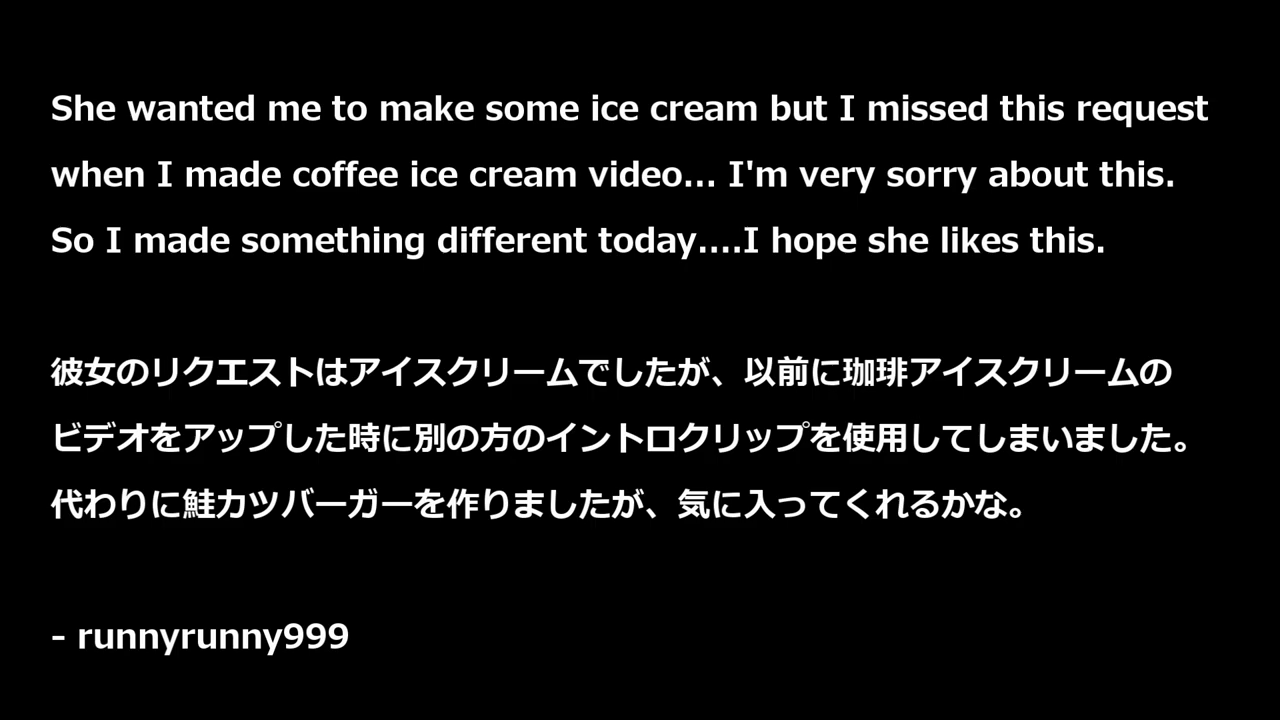 She wanted me to make some ice cream but I missed this request
when I made coffee ice cream video... I'm very sorry about this.
So I made something different today....I hope she likes this.
彼女のリクエストはアイスクリームでしたが、以前に珈琲アイスクリームの
ビデオをアップした時に別の方のイントロクリップを使用してしまいました。
代わりに鮭カツバーガーを作りましたが、気に入ってくれるかな。
- runnyrunny999